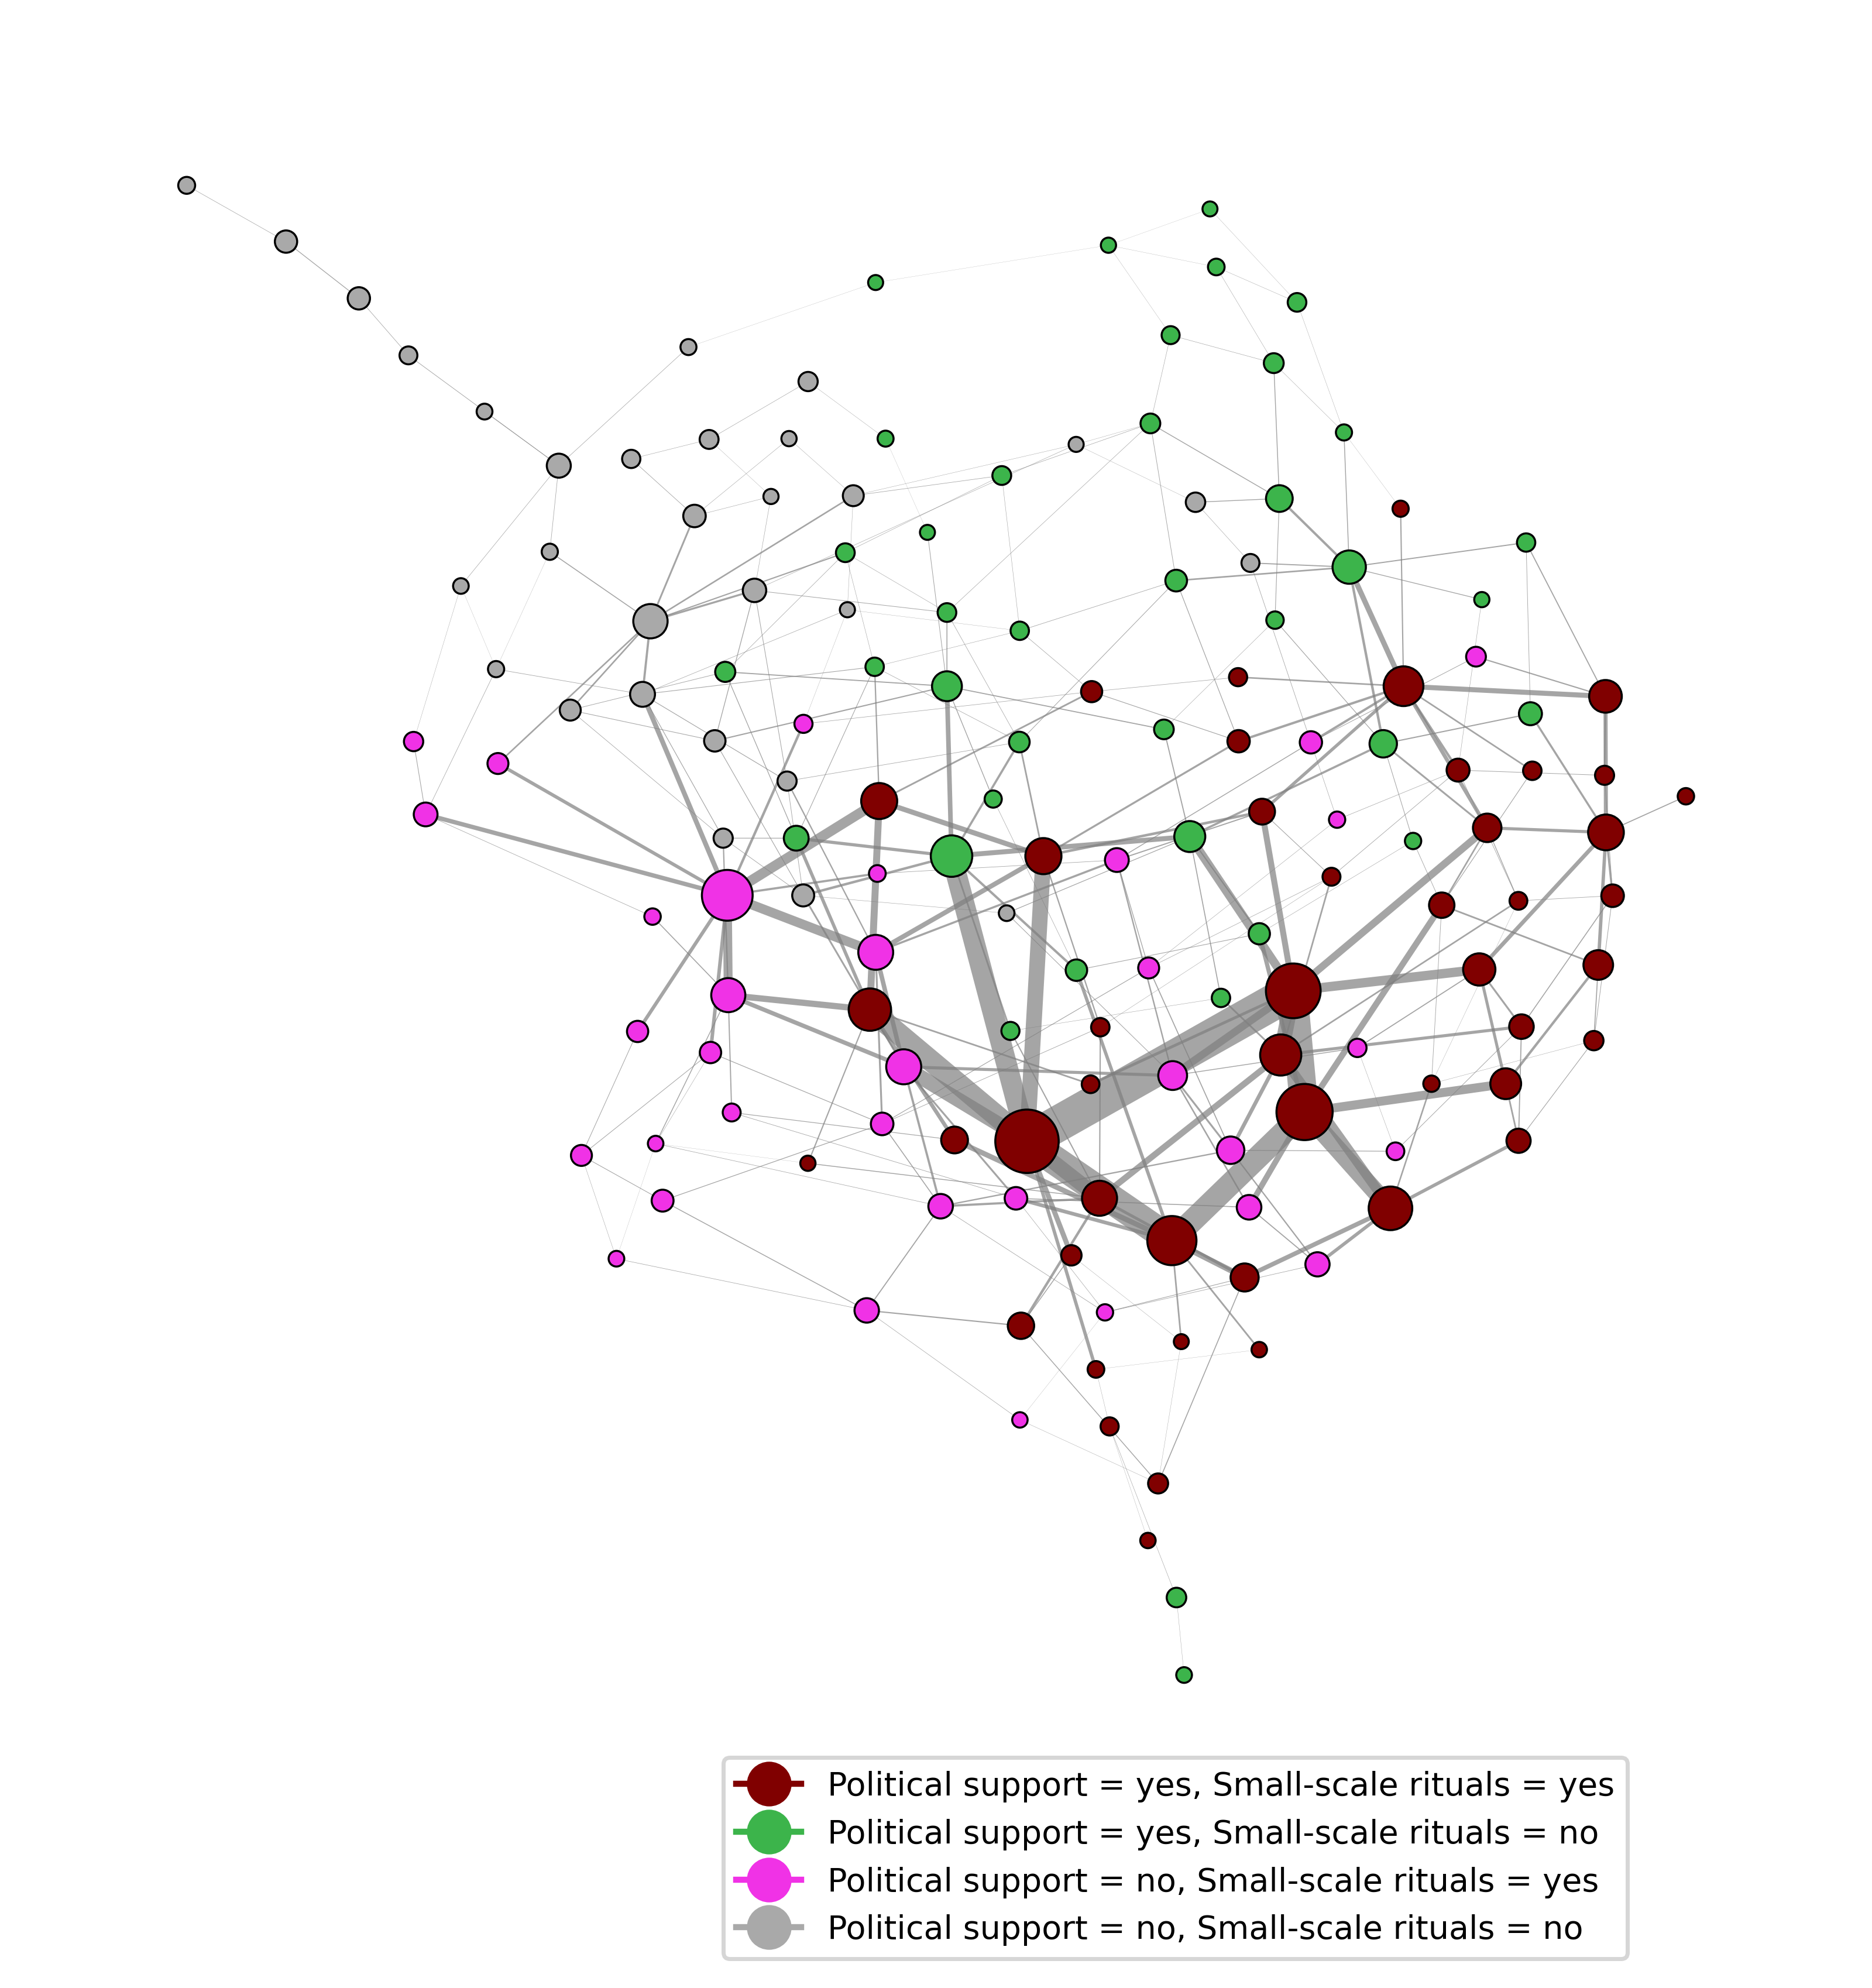 Political support = yes, Small-scale rituals = yes
Political support = yes, Small-scale rituals = no
Political support = no, Small-scale rituals = yes
Political support = no, Small-scale rituals = no